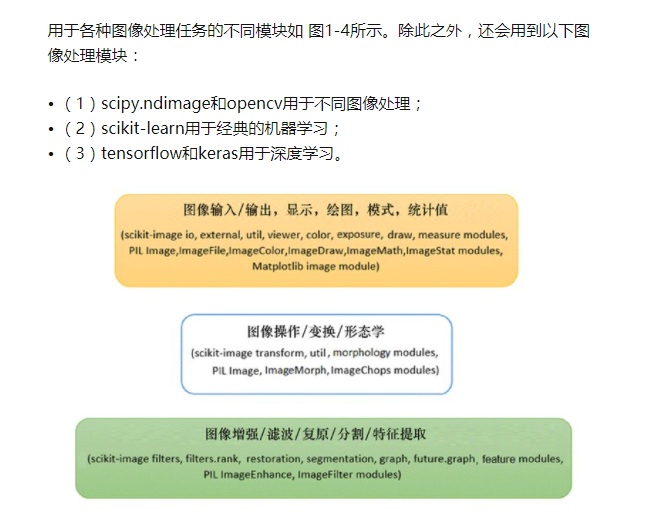 用于各种图像处理任务的不同模块如 图1-4所示。除此之外，还会用到以下图
像处理模块：
• （1）scipy.ndimage和opencv用于不同图像处理；
• （2）scikit-learn用于经典的机器学习；
• （3）tensorflow和keras用于深度学习。
图像输入/输出，显示，绘图，模式，统计值
(scikit-image io, external, util, viewer, color, exposure, draw, measure modules,
PIL Image,ImageFile,ImageColor,ImageDraw,ImageMath,ImageStat modules,
Matplotlib image module)
图像操作/变换/形态学
(scikit-image transform, util, morphology modules,
PIL Image, ImageMorph,ImageChops modules)
图像增强/滤波/复原/分割/特征提取
(scikit-image filters, filters.rank, restoration, segmentation, graph, future.graph, feature modules,
PIL ImageEnhance, ImageFilter modules)